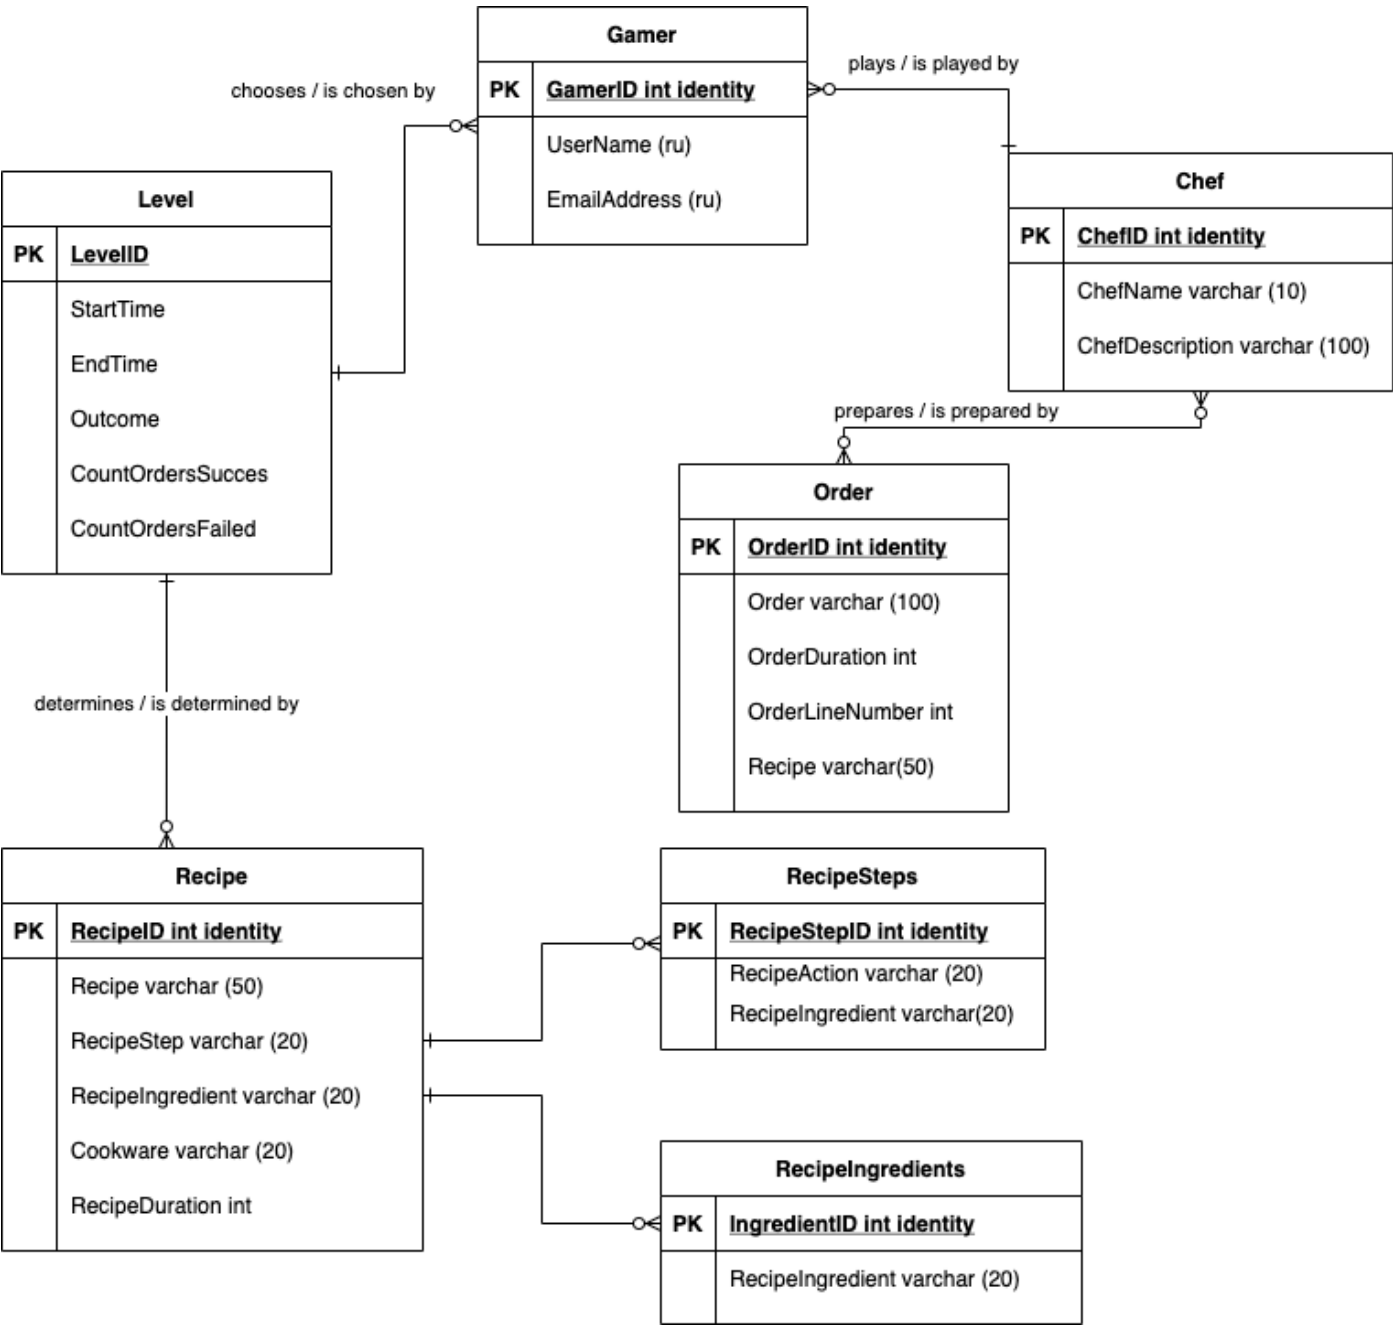 Gamer
PK GamerID int identity
UserName (ru)
EmailAddress (ru)
chooses / is chosen by
plays / is played by
Level
PK LevelID
StartTime
EndTime
Outcome
CountOrdersSucces
CountOrdersFailed
Chef
PK ChefID int identity
ChefName varchar (10)
ChefDescription varchar (100)
prepares / is prepared by
Order
PK OrderID int identity
Order varchar (100)
OrderDuration int
OrderLineNumber int
Recipe varchar(50)
determines / is determined by
Recipe
PK RecipeID int identity
Recipe varchar (50)
RecipeStep varchar (20)
RecipeIngredient varchar (20)
Cookware varchar (20)
RecipeDuration int
RecipeSteps
PK RecipeStepID int identity
RecipeAction varchar (20)
RecipeIngredient varchar(20)
RecipeIngredients
PK IngredientID int identity
RecipeIngredient varchar (20)